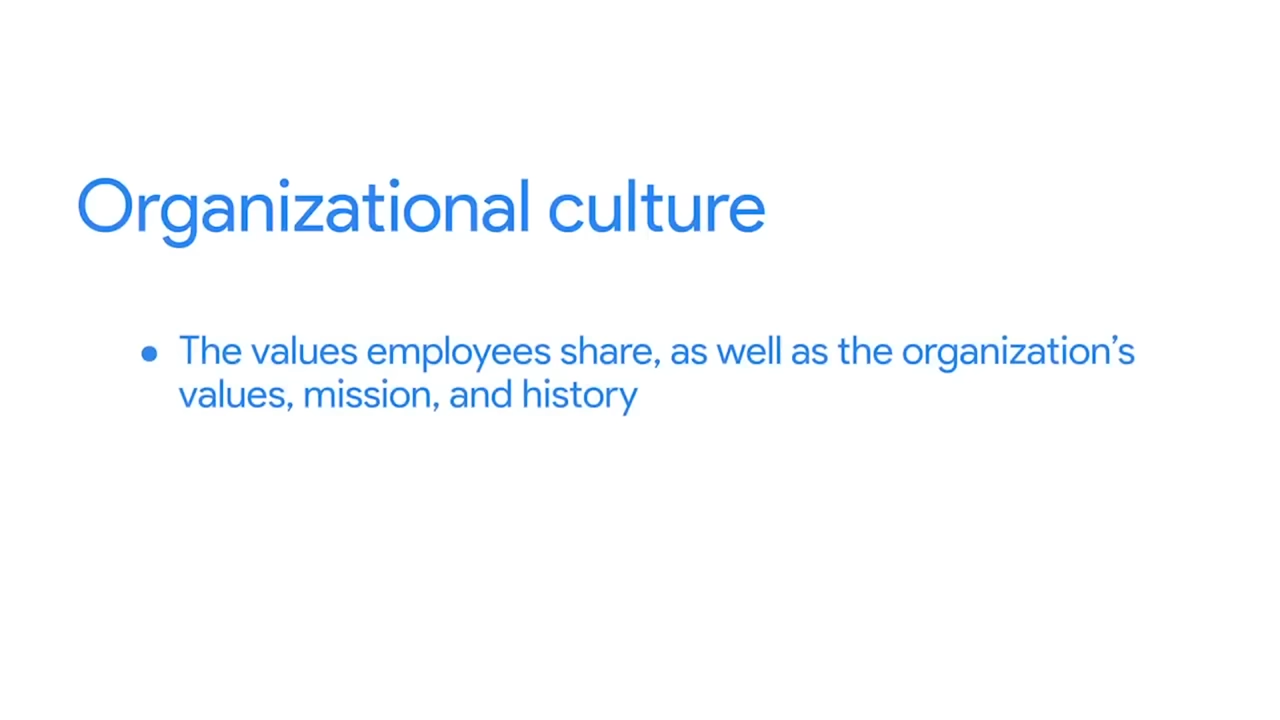 Organizational culture
• The values employees share, as well as the organization’s
values, mission, and history